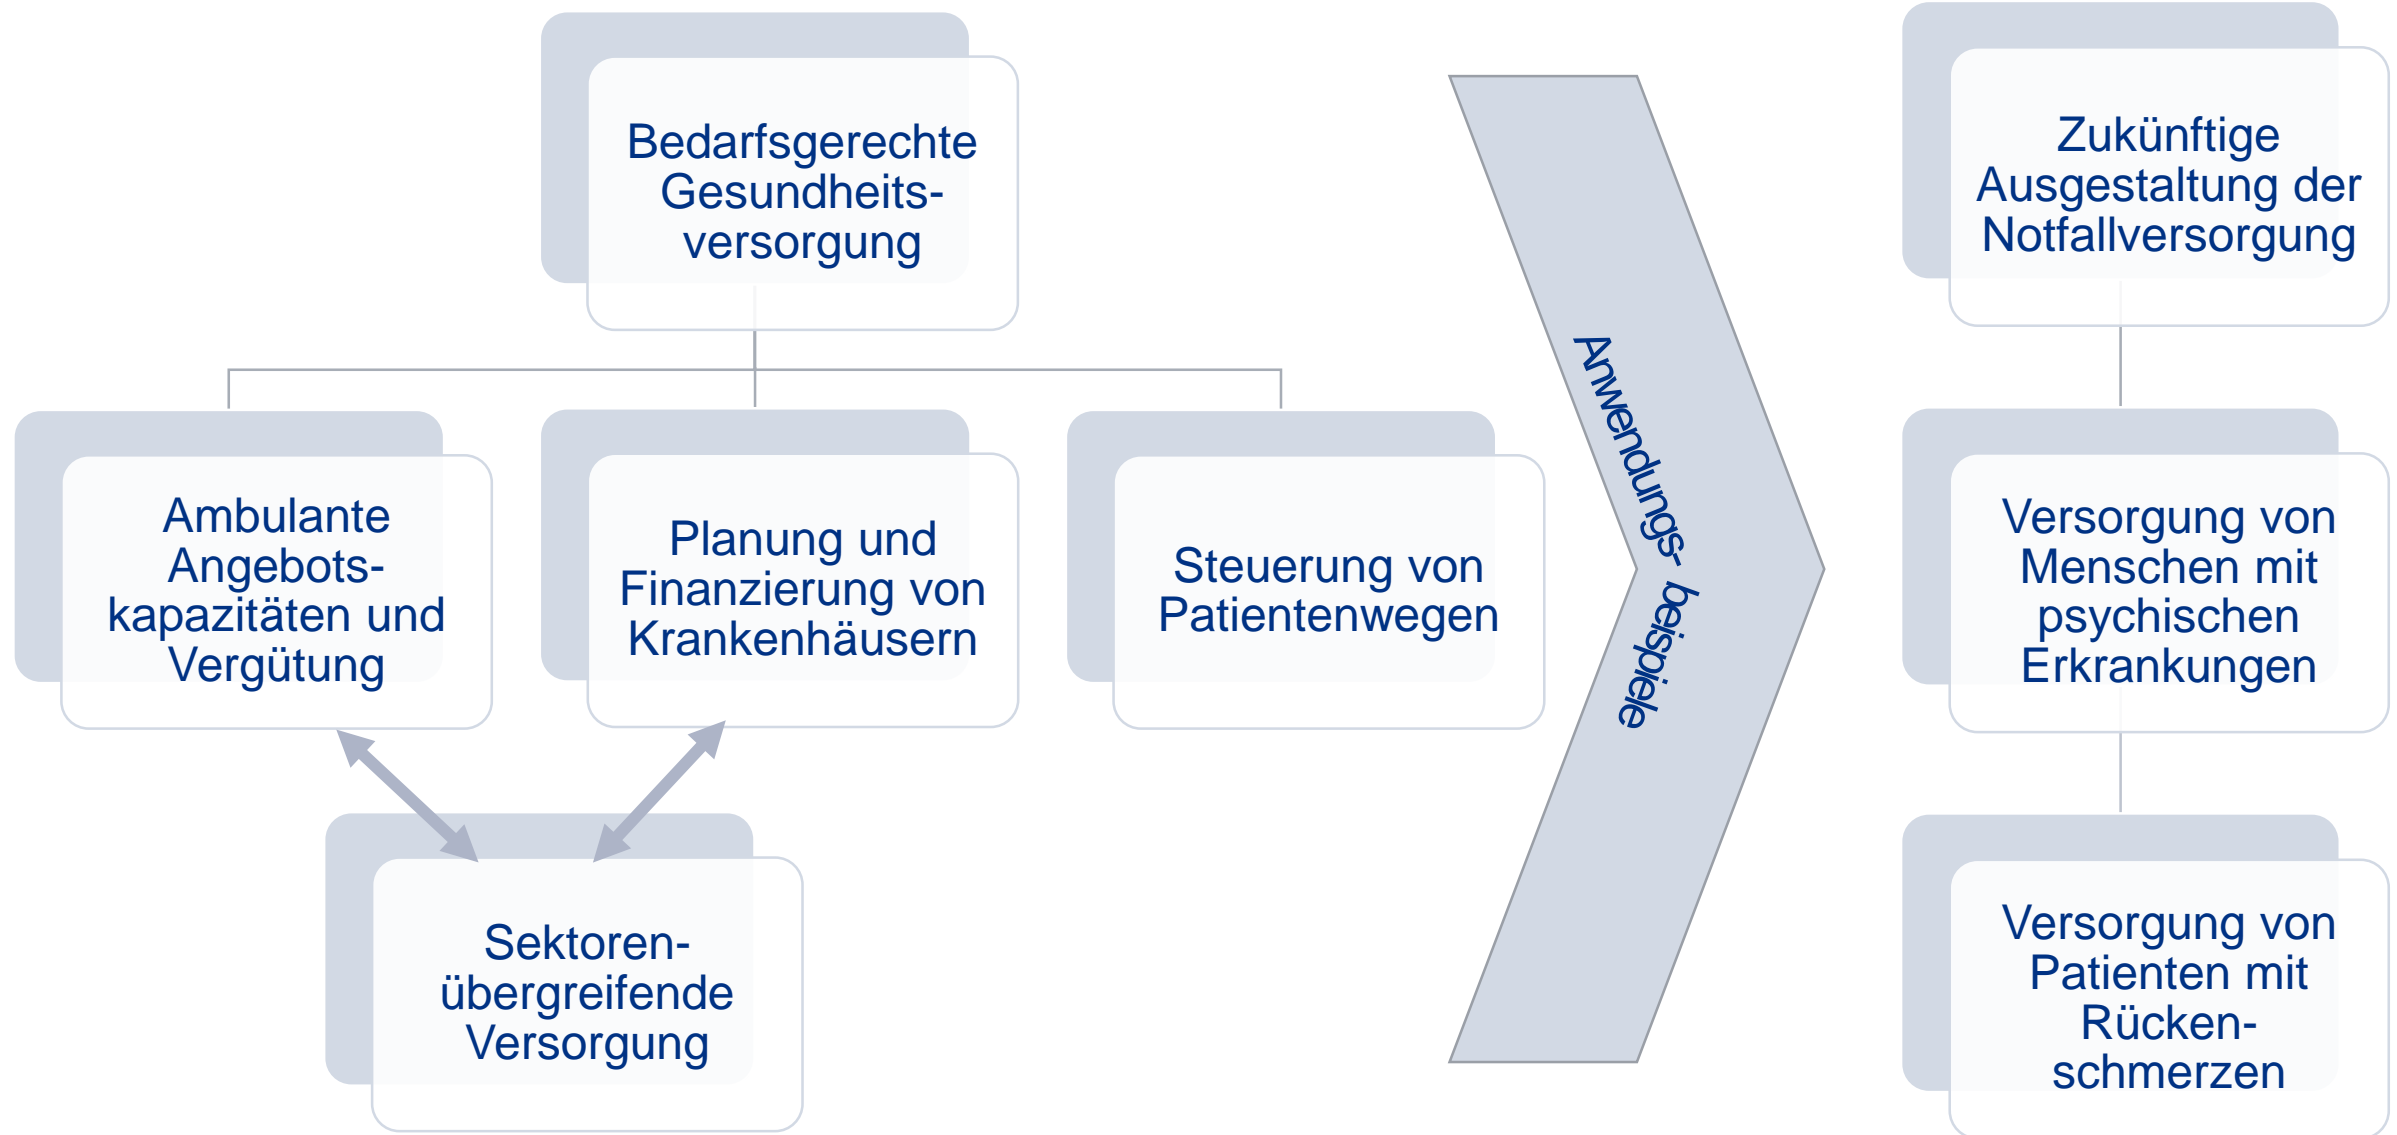 Bedarfsgerechte
Gesundheits-
versorgung
Ambulante
Angebots-
kapazitäten und
Vergütung
Planung und
Finanzierung von
Krankenhäusern
Steuerung von
Patientenwegen
Sektoren-
übergreifende
Versorgung
Anwendungs-
beispiele
Zukünftige
Ausgestaltung der
Notfallversorgung
Versorgung von
Menschen mit
psychischen
Erkrankungen
Versorgung von
Patienten mit
Rücken-
schmerzen